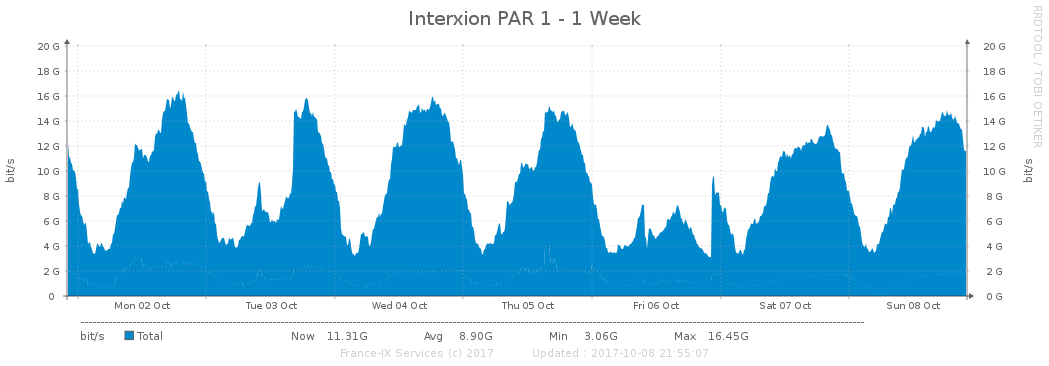 Interxion PAR 1 - 1 Week
RRDTOOL / TOBI OETIKER
20 G 20 G
18 G 18 G
16 G 16 G
14 G 14 G
12 G 12 G
10 G 10 G
8 G 8 G
6 G 6 G
4 G 4 G
2 G 2 G
0 0 G
bit/s
bit/s
Mon 02 Oct Tue 03 Oct Wed 04 Oct Thu 05 Oct Fri 06 Oct Sat 07 Oct Sun 08 Oct
bit/s Total Now 11.31G Avg 8.90G Min 3.06G Max 16.45G
France-IX Services (c) 2017 Updated : 2017-10-08 21:55:07